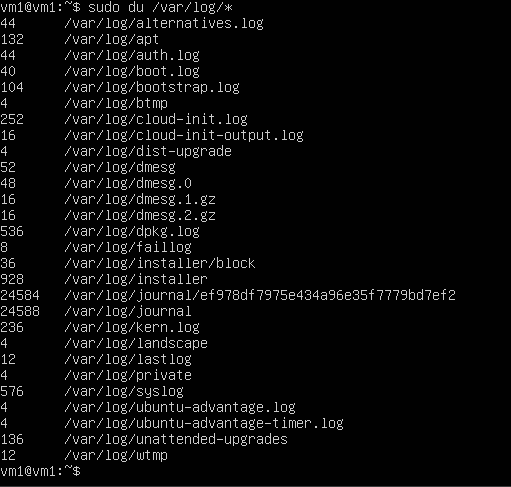 vm1@vm1:~$ sudo du /var/log/*
44 /var/log/alternatives.log
132 /var/log/apt
44 /var/log/auth.log
40 /var/log/boot.log
104 /var/log/bootstrap.log
4 /var/log/btmp
252 /var/log/cloud-init.log
16 /var/log/cloud-init-output.log
4 /var/log/dist-upgrade
52 /var/log/dmesg
48 /var/log/dmesg.0
16 /var/log/dmesg.1.gz
16 /var/log/dmesg.2.gz
536 /var/log/dpkg.log
8 /var/log/faillog
36 /var/log/installer/block
928 /var/log/installer
24584 /var/log/journal/ef978df7975e434a96e35f7779bd7ef2
24588 /var/log/journal
236 /var/log/kern.log
4 /var/log/landscape
12 /var/log/lastlog
4 /var/log/private
576 /var/log/syslog
4 /var/log/ubuntu-advantage.log
4 /var/log/ubuntu-advantage-timer.log
136 /var/log/unattended-upgrades
12 /var/log/wtmp
vm1@vm1:~$